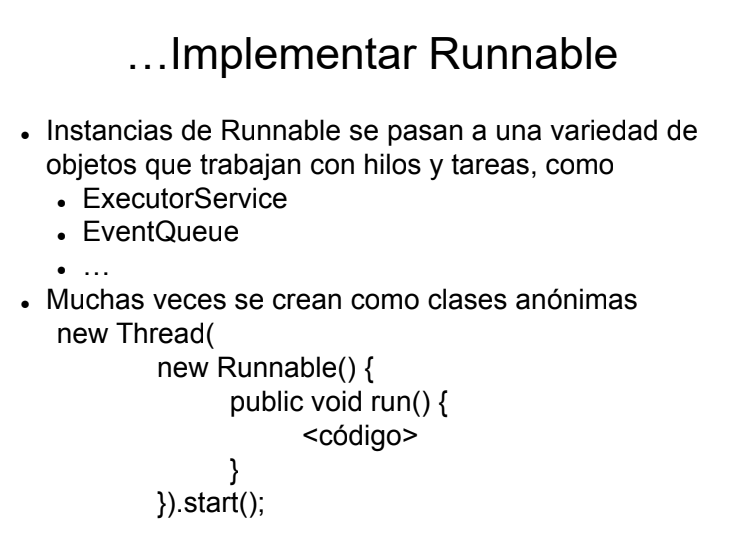 …Implementar Runnable
● Instancias de Runnable se pasan a una variedad de
objetos que trabajan con hilos y tareas, como
● ExecutorService
● EventQueue
● …
● Muchas veces se crean como clases anónimas
new Thread(
new Runnable() {
public void run() {
<código>
}
}).start();